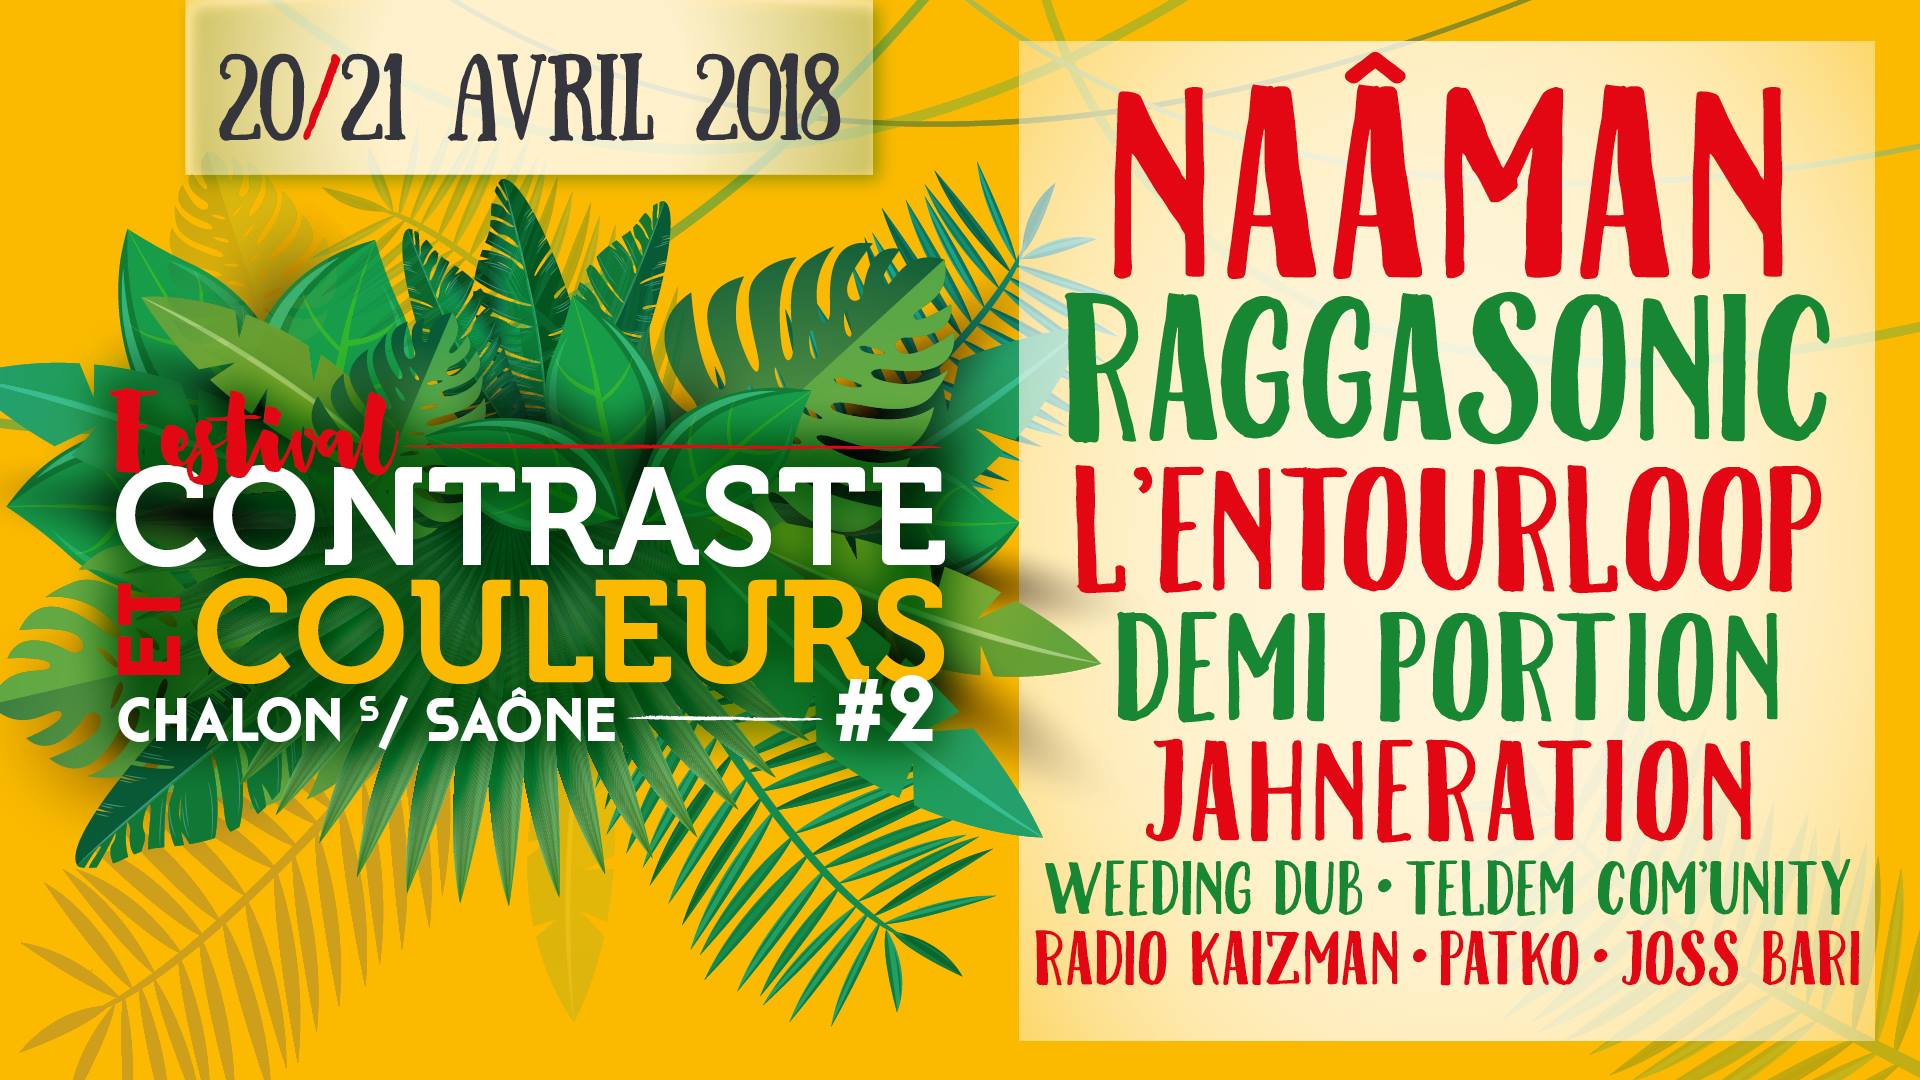 20/21 AVRIL 2018
Festival
CONTRASTE
ET COULEURS
CHALON S/ SAÔNE #2
NAÂMAN
RAGGASONIC
L'ENTOURLOOP
DEMI PORTION
JAHNERATION
WEEDING DUB • TELDEM COM'UNITY
RADIO KAIZMAN • PATKO • JOSS BARI